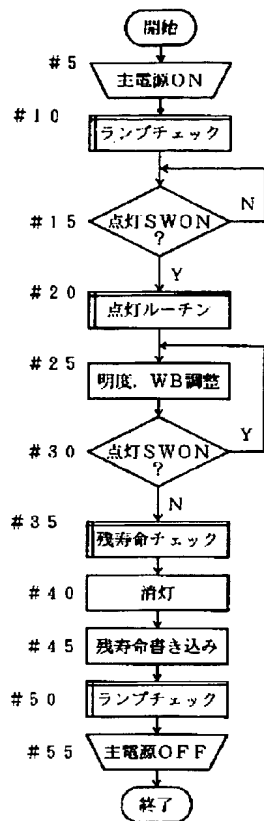 開始
#5
主電源ON
#10
ランプチェック
#15
点灯SWON
?
N
Y
#20
点灯ルーチン
#25
明度,WB調整
#30
点灯SWON
?
Y
N
#35
残寿命チェック
#40
消灯
#45
残寿命書き込み
#50
ランプチェック
#55
主電源OFF
終了